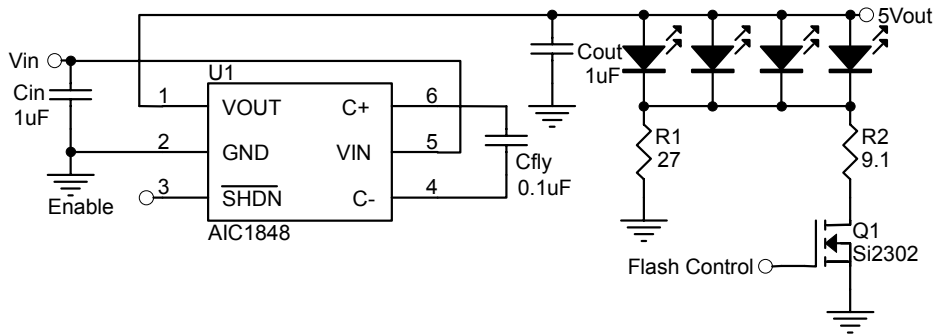 5Vout
Vin
Cin
1uF
U1
1
VOUT
C+
6
2
GND
VIN
5
3
SHDN
C-
4
Enable
AIC1848
Cfly
0.1uF
Cout
1uF
R1
27
R2
9.1
Q1
Si2302
Flash Control